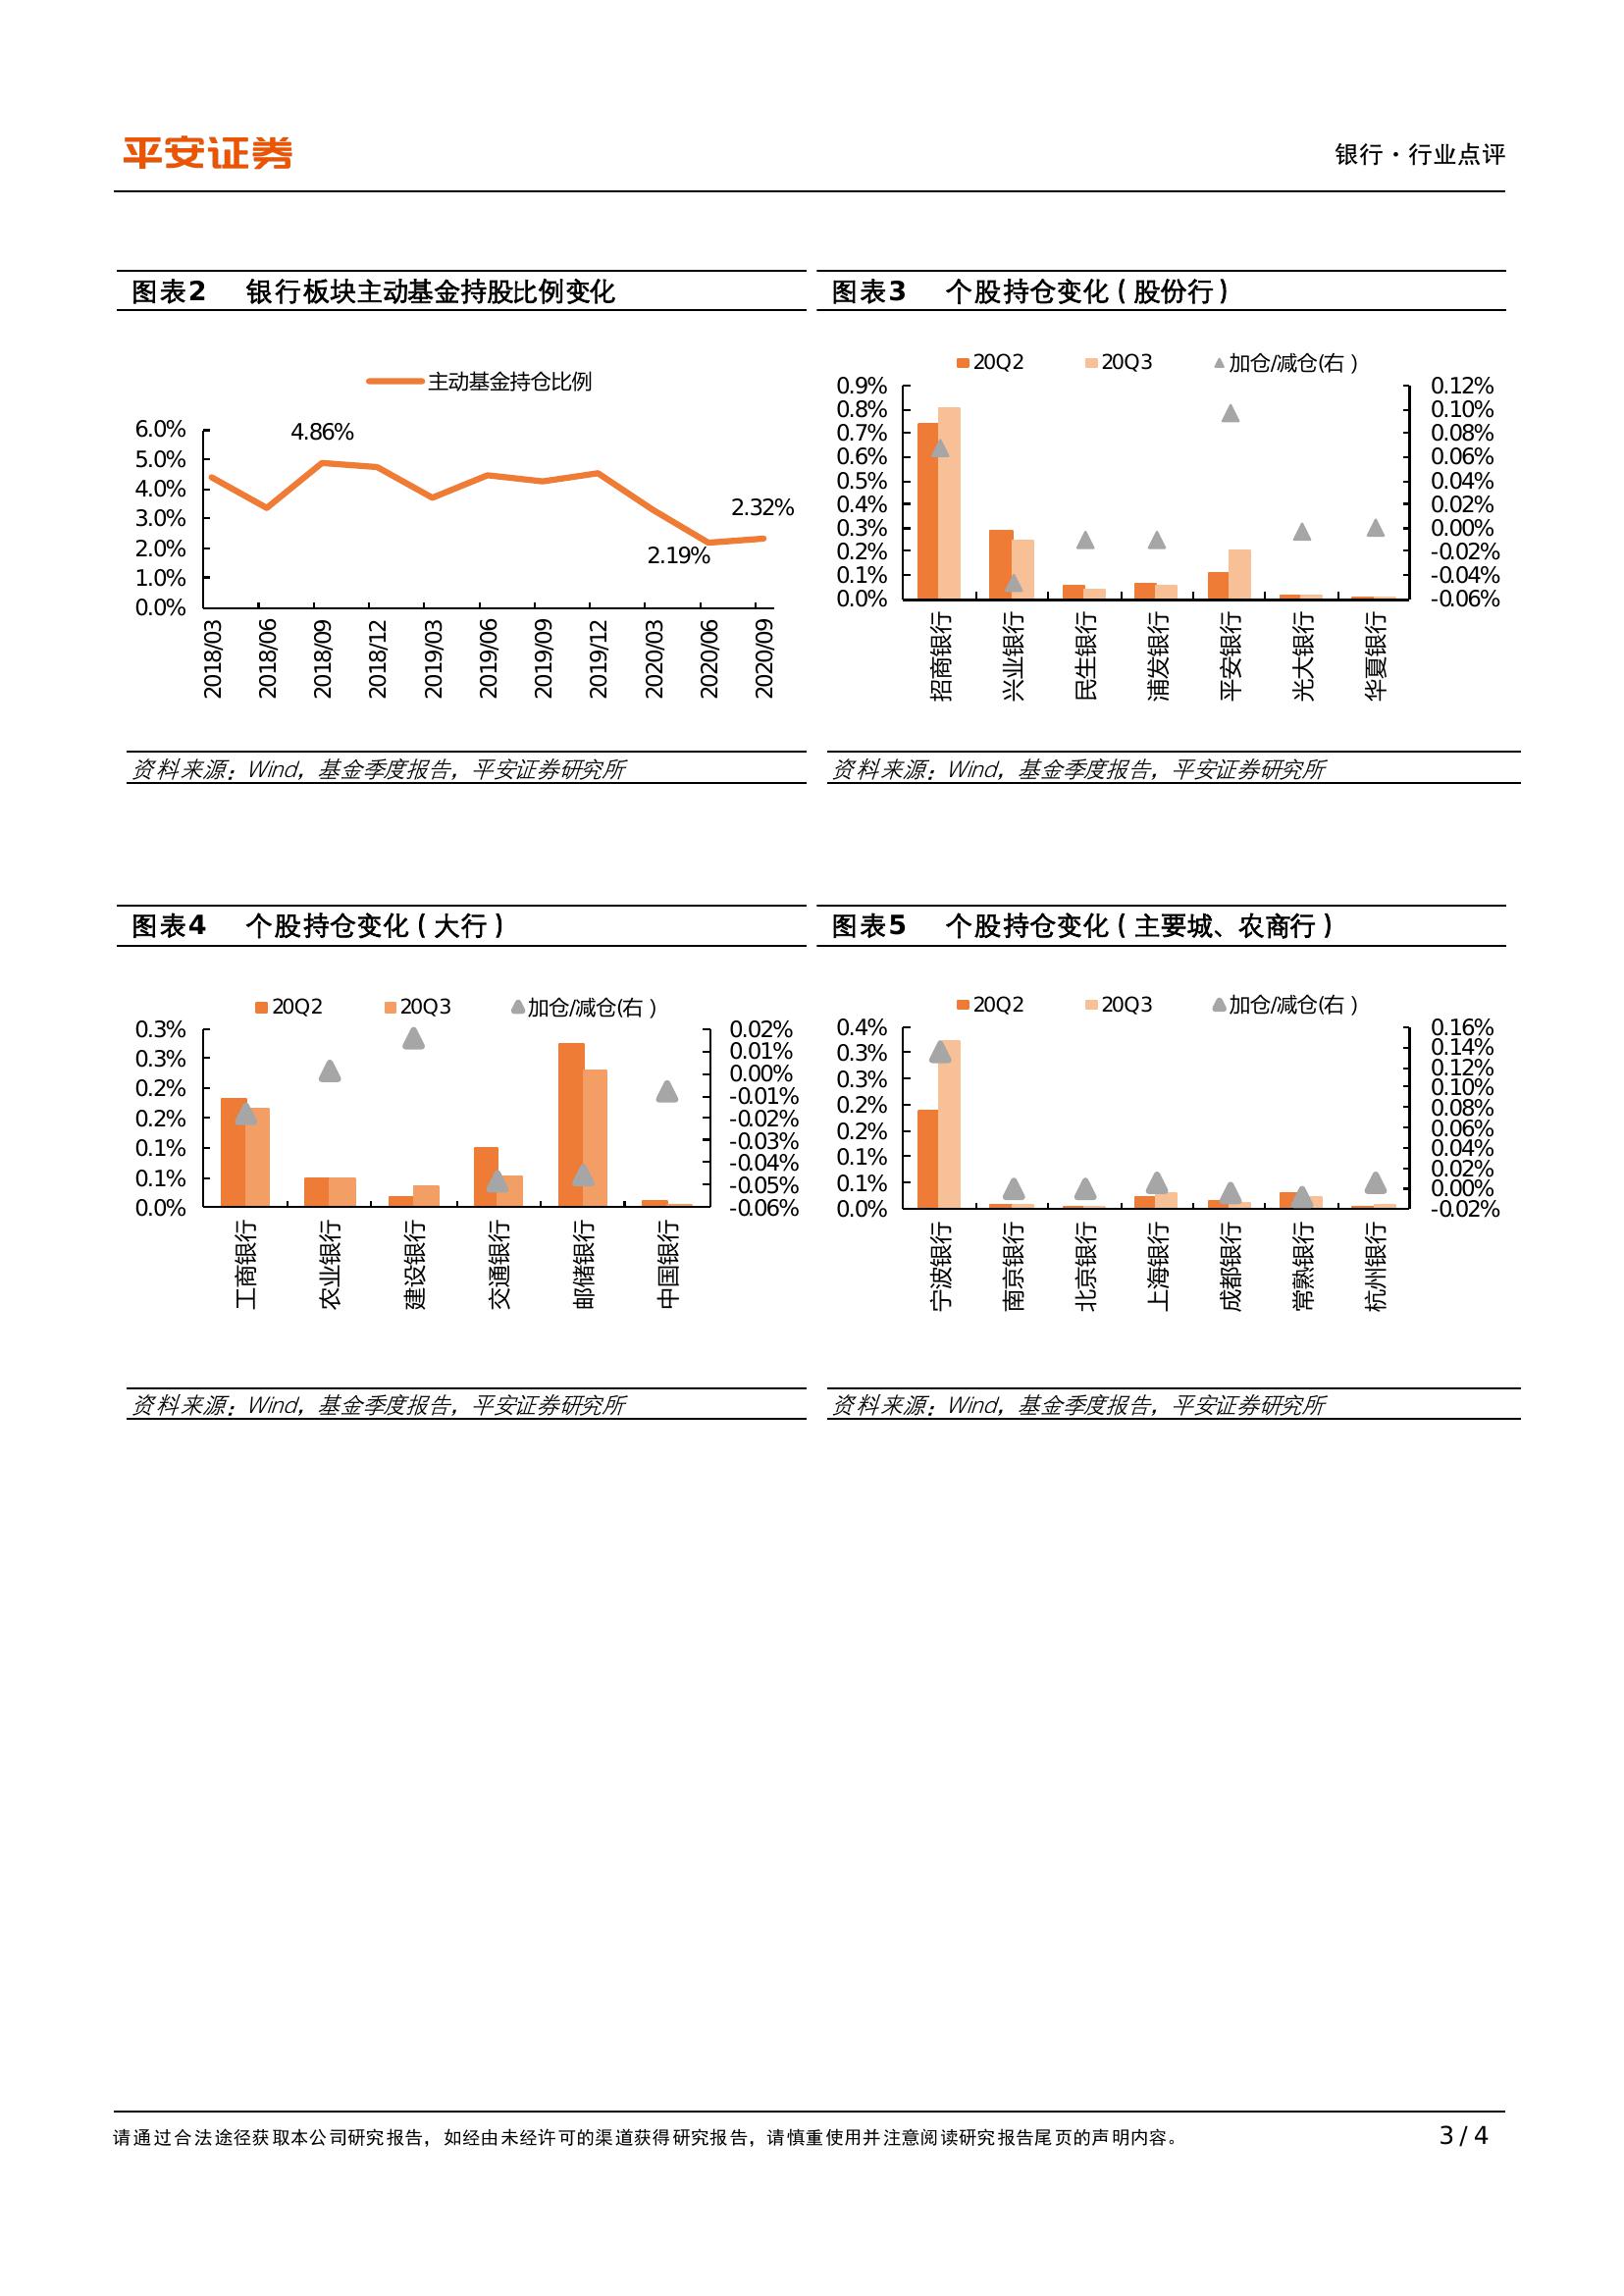 平安证券
银行·行业点评
图表2 银行板块主动基金持股比例变化
主动基金持仓比例
6.0%
5.0%
4.0%
3.0%
2.0%
1.0%
0.0%
4.86%
2.19%
2.32%
2018/03
2018/06
2018/09
2018/12
2019/03
2019/06
2019/09
2019/12
2020/03
2020/06
2020/09
资料来源：Wind，基金季度报告，平安证券研究所
图表3 个股持仓变化（股份行）
20Q2 20Q3 加仓/减仓(右）
0.9%
0.8%
0.7%
0.6%
0.5%
0.4%
0.3%
0.2%
0.1%
0.0%
0.12%
0.10%
0.08%
0.06%
0.04%
0.02%
0.00%
-0.02%
-0.04%
-0.06%
招商银行
兴业银行
民生银行
浦发银行
平安银行
光大银行
华夏银行
资料来源：Wind，基金季度报告，平安证券研究所
图表4 个股持仓变化（大行）
20Q2 20Q3 加仓/减仓(右）
0.3%
0.3%
0.2%
0.2%
0.1%
0.1%
0.0%
0.02%
0.01%
0.00%
-0.01%
-0.02%
-0.03%
-0.04%
-0.05%
-0.06%
工商银行
农业银行
建设银行
交通银行
邮储银行
中国银行
资料来源：Wind，基金季度报告，平安证券研究所
图表5 个股持仓变化（主要城、农商行）
20Q2 20Q3 加仓/减仓(右）
0.4%
0.3%
0.3%
0.2%
0.2%
0.1%
0.1%
0.0%
0.16%
0.14%
0.12%
0.10%
0.08%
0.06%
0.04%
0.02%
0.00%
-0.02%
宁波银行
南京银行
北京银行
上海银行
成都银行
常熟银行
杭州银行
资料来源：Wind，基金季度报告，平安证券研究所
请通过合法途径获取本公司研究报告，如经由未经许可的渠道获得研究报告，请慎重使用并注意阅读研究报告尾页的声明内容。
3 / 4